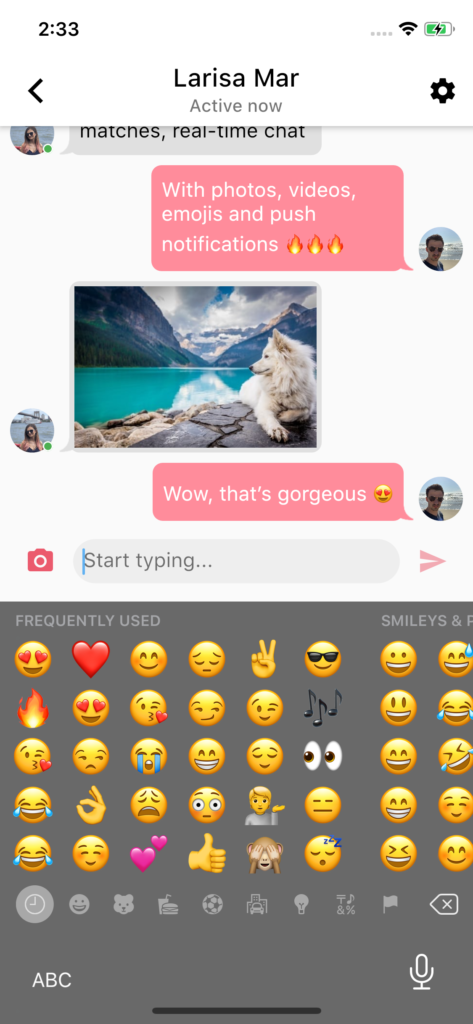 2:33
Larisa Mar
Active now
matches, real-time chat
With photos, videos,
emojis and push
notifications 🔥🔥🔥
Wow, that’s gorgeous 😍
Start typing...
FREQUENTLY USED
SMILEYS & P
ABC